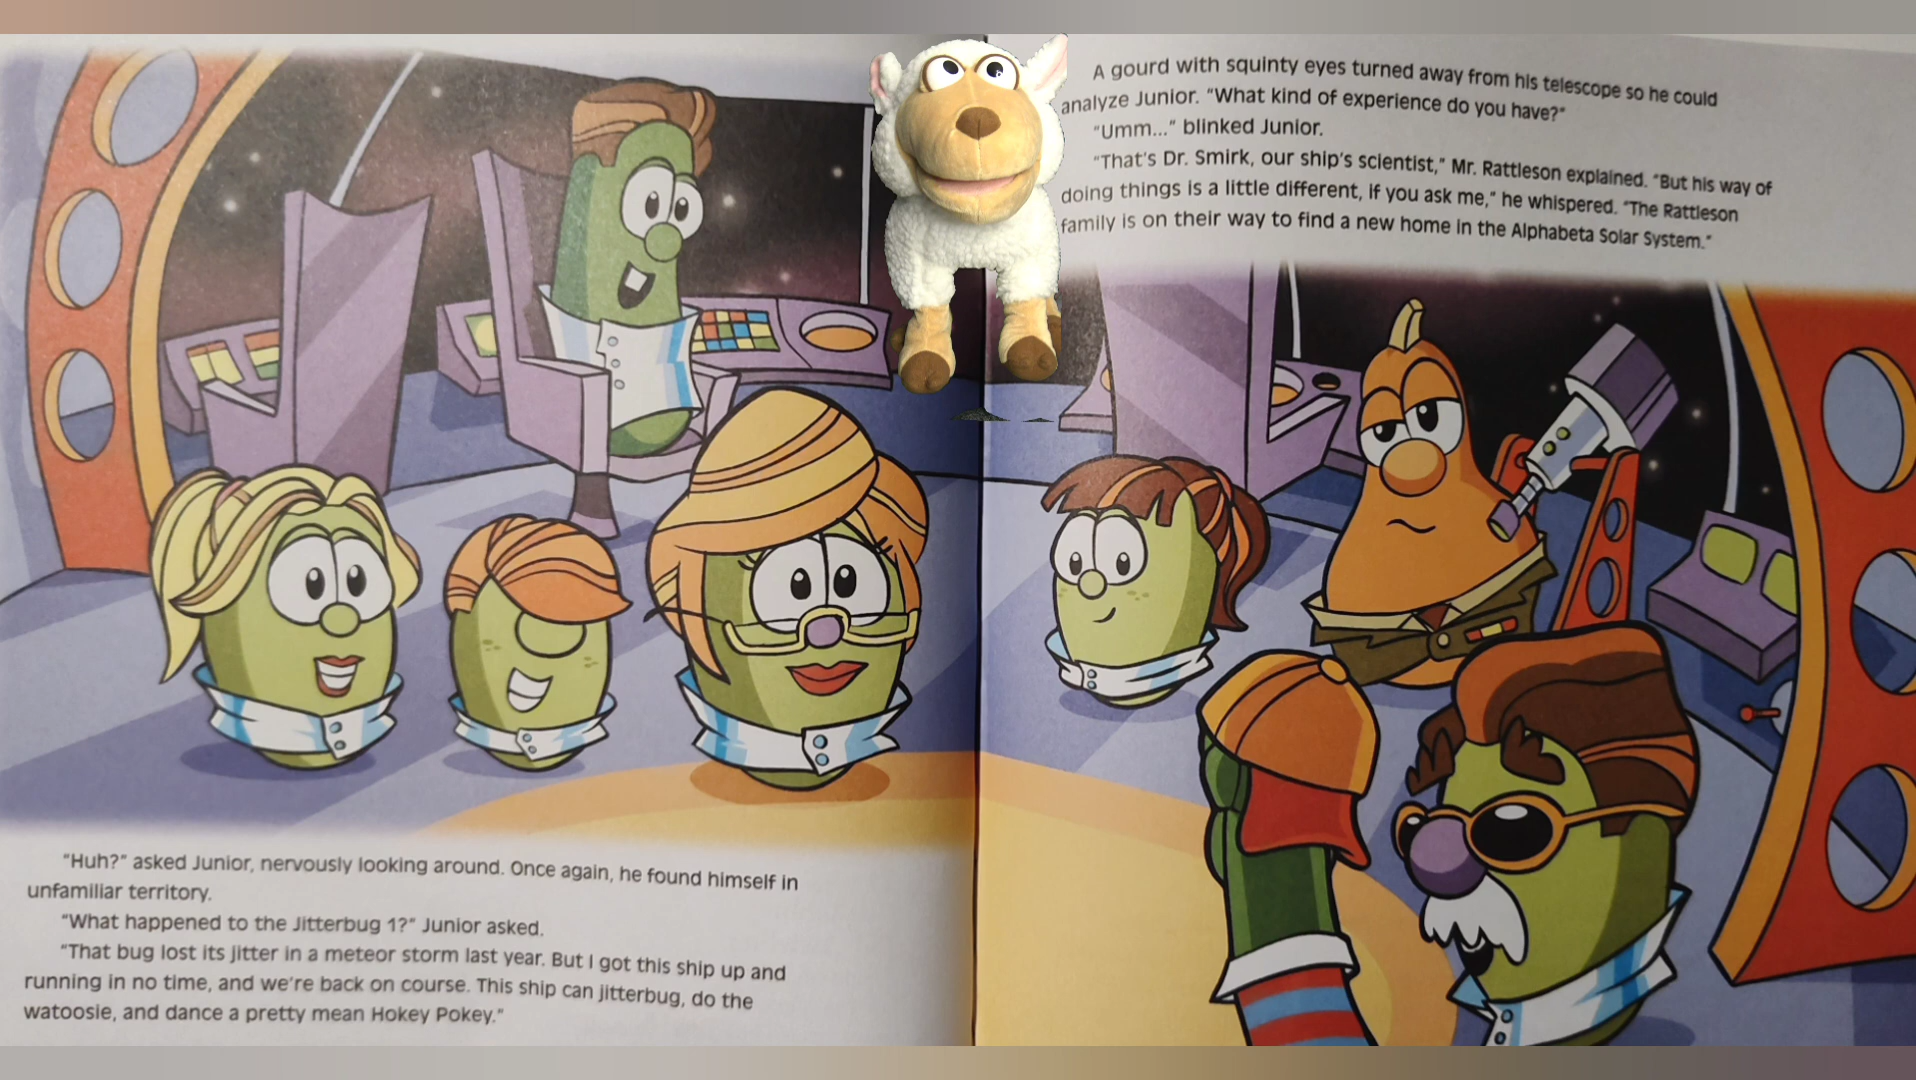 "Huh?" asked Junior, nervously looking around. Once again, he found himself in
unfamiliar territory.
"What happened to the Jitterbug 1?" Junior asked.
"That bug lost its jitter in a meteor storm last year. But I got this ship up and
running in no time, and we're back on course. This ship can jitterbug, do the
watoosie, and dance a pretty mean Hokey Pokey."
A gourd with squinty eyes turned away from his telescope so he could
analyze Junior. "What kind of experience do you have?"
"Umm..." blinked Junior.
"That's Dr. Smirk, our ship's scientist," Mr. Rattleson explained. "But his way of
doing things is a little different, if you ask me," he whispered. "The Rattleson
family is on their way to find a new home in the Alphabeta Solar System."